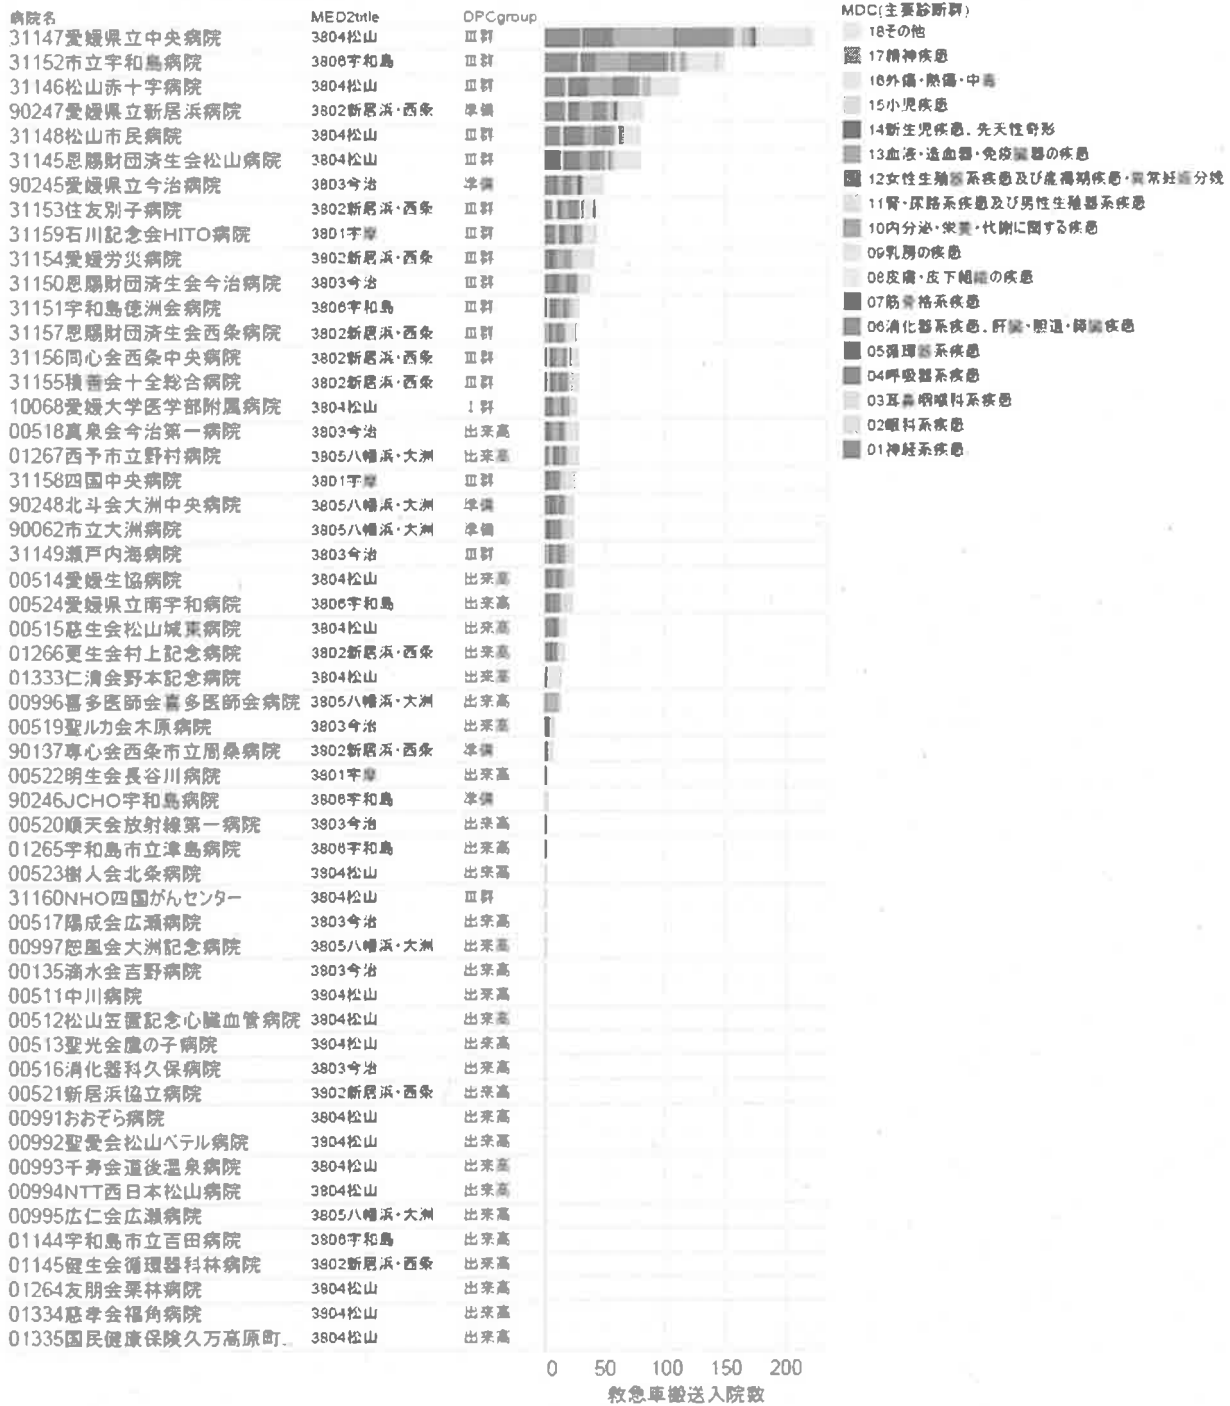 病院名 MED2title DPCgroup
31147愛媛県立中央病院 3804松山 Ⅲ群
31152市立宇和島病院 3806宇和島 Ⅲ群
31146松山赤十字病院 3804松山 Ⅲ群
90247愛媛県立新居浜病院 3802新居浜・西条 準備
31148松山市民病院 3804松山 Ⅲ群
31145恩賜財団済生会松山病院 3804松山 Ⅲ群
90245愛媛県立今治病院 3803今治 準備
31153住友別子病院 3802新居浜・西条 Ⅲ群
31159石川記念会HITO病院 3801宇摩 Ⅲ群
31154愛媛労災病院 3802新居浜・西条 Ⅲ群
31150恩賜財団済生会今治病院 3803今治 Ⅲ群
31151宇和島徳洲会病院 3806宇和島 Ⅲ群
31157恩賜財団済生会西条病院 3802新居浜・西条 Ⅲ群
31156同心会西条中央病院 3802新居浜・西条 Ⅲ群
31155積善会十全総合病院 3802新居浜・西条 Ⅲ群
10068愛媛大学医学部附属病院 3804松山 Ⅰ群
00518真泉会今治第一病院 3803今治 出来高
01267西予市立野村病院 3805八幡浜・大洲 出来高
31158四国中央病院 3801宇摩 Ⅲ群
90248北斗会大洲中央病院 3805八幡浜・大洲 準備
90062市立大洲病院 3805八幡浜・大洲 準備
31149瀬戸内海病院 3803今治 Ⅲ群
00514愛媛生協病院 3804松山 出来高
00524愛媛県立南宇和病院 3806宇和島 出来高
00515慈生会松山城東病院 3804松山 出来高
01266更生会村上記念病院 3802新居浜・西条 出来高
01333仁清会野本記念病院 3804松山 出来高
00996喜多医師会喜多医師会病院 3805八幡浜・大洲 出来高
00519聖ルカ会木原病院 3803今治 出来高
90137専心会西条市立周桑病院 3802新居浜・西条 準備
00522明生会長谷川病院 3801宇摩 出来高
90246JCHO宇和島病院 3806宇和島 準備
00520順天会放射線第一病院 3803今治 出来高
01265宇和島市立津島病院 3806宇和島 出来高
00523樹人会北条病院 3804松山 出来高
31160NHO四国がんセンター 3804松山 Ⅲ群
00517陽成会広瀬病院 3803今治 出来高
00997恕風会大洲記念病院 3805八幡浜・大洲 出来高
00135滴水会吉野病院 3803今治 出来高
00511中川病院 3804松山 出来高
00512松山笠置記念心臓血管病院 3804松山 出来高
00513聖光会鷹の子病院 3804松山 出来高
00516消化器科久保病院 3803今治 出来高
00521新居浜協立病院 3802新居浜・西条 出来高
00991おおぞら病院 3804松山 出来高
00992聖愛会松山ベテル病院 3804松山 出来高
00993千寿会道後温泉病院 3804松山 出来高
00994NTT西日本松山病院 3804松山 出来高
00995広仁会広瀬病院 3805八幡浜・大洲 出来高
01144宇和島市立吉田病院 3806宇和島 出来高
01145健生会循環器科林病院 3802新居浜・西条 出来高
01264友朋会栗林病院 3804松山 出来高
01334慈孝会福角病院 3804松山 出来高
01335国民健康保険久万高原町… 3804松山 出来高
0 50 100 150 200
救急車搬送入院数
MDC(主要診断群)
18その他
17精神疾患
16外傷・熱傷・中毒
15小児疾患
14新生児疾患、先天性奇形
13血液・造血器・免疫臓器の疾患
12女性生殖器系疾患及び産褥期疾患・異常妊娠分娩
11腎・尿路系疾患及び男性生殖器系疾患
10内分泌・栄養・代謝に関する疾患
09乳房の疾患
08皮膚・皮下組織の疾患
07筋骨格系疾患
06消化器系疾患、肝臓・胆道・膵臓疾患
05循環器系疾患
04呼吸器系疾患
03耳鼻咽喉科系疾患
02眼科系疾患
01神経系疾患